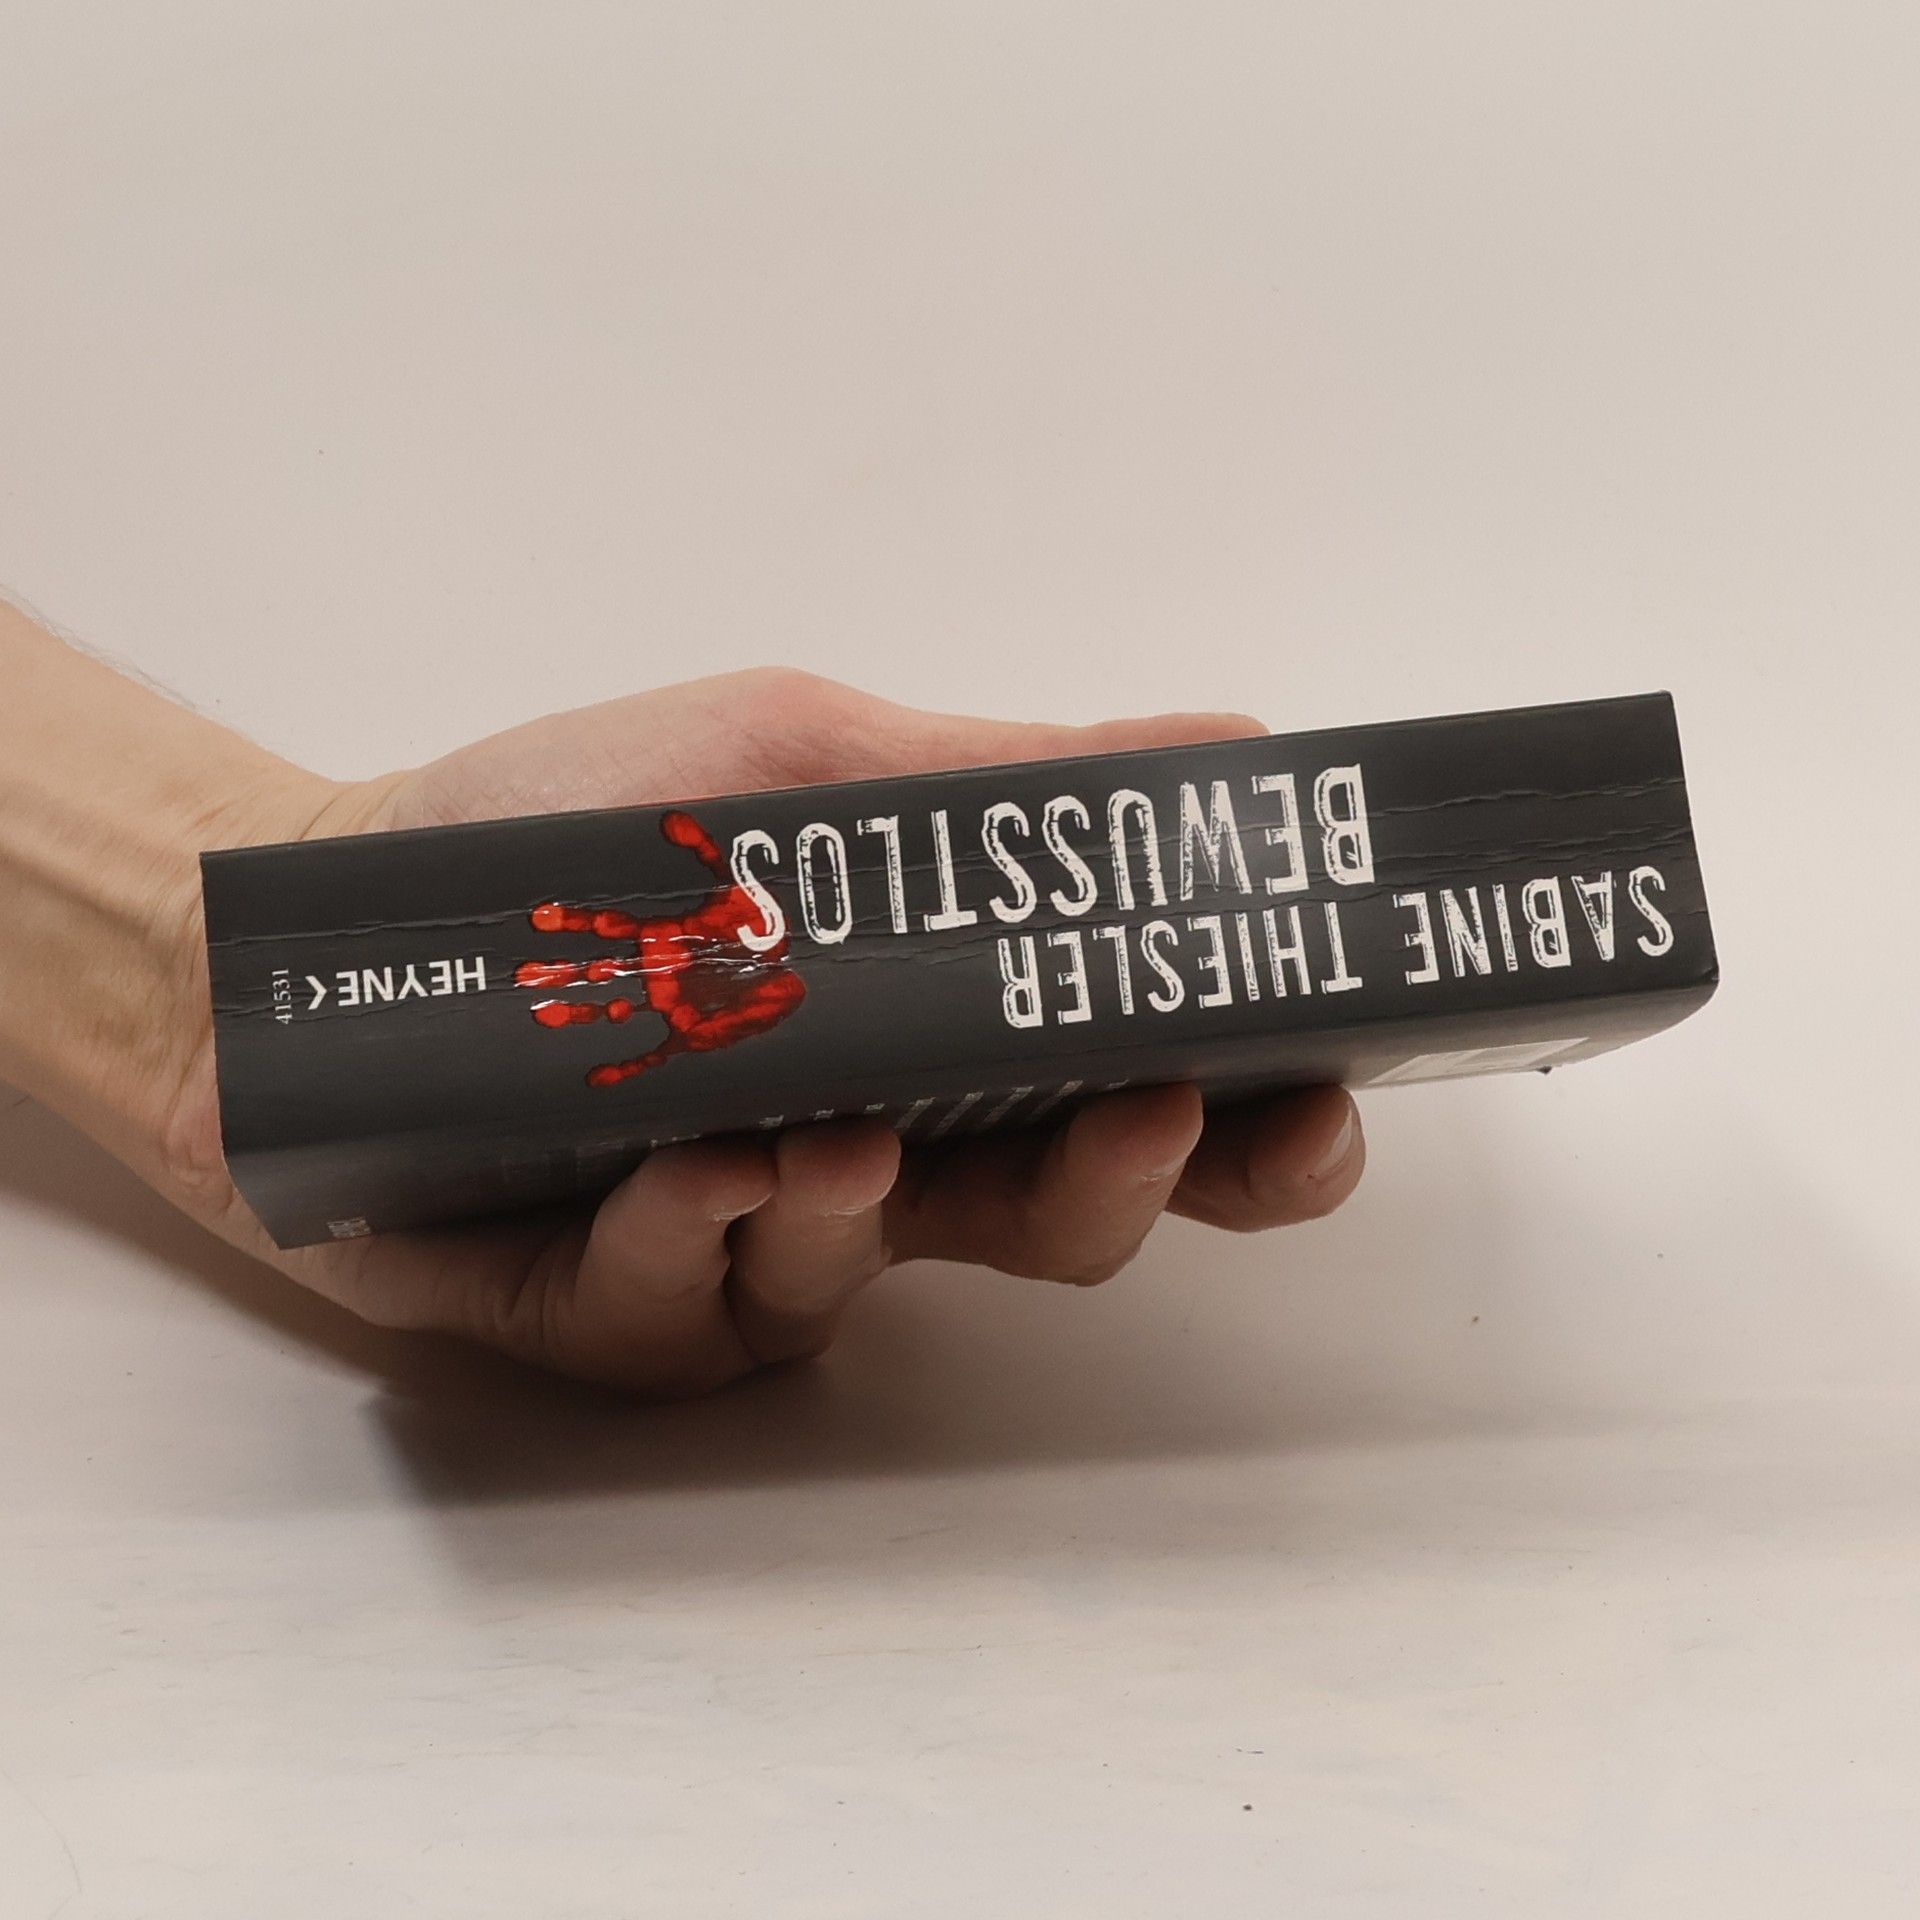 SABINE THIESLER
BEWUSSTLOS
HEYNE‹
41531